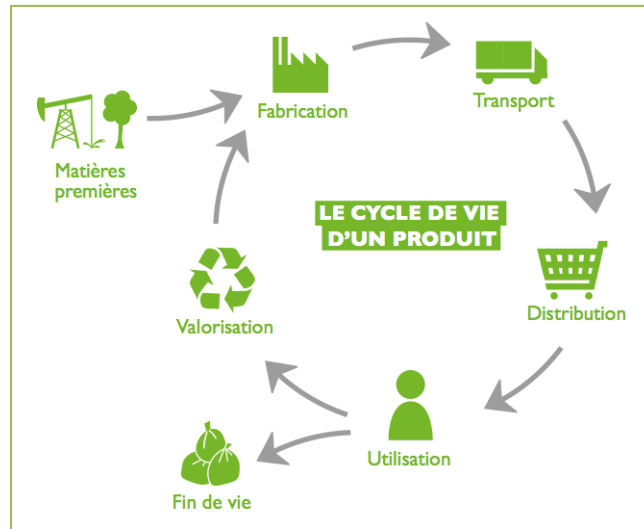 Fabrication
Transport
Matières
premières
LE CYCLE DE VIE
D'UN PRODUIT
Valorisation
Distribution
Utilisation
Fin de vie